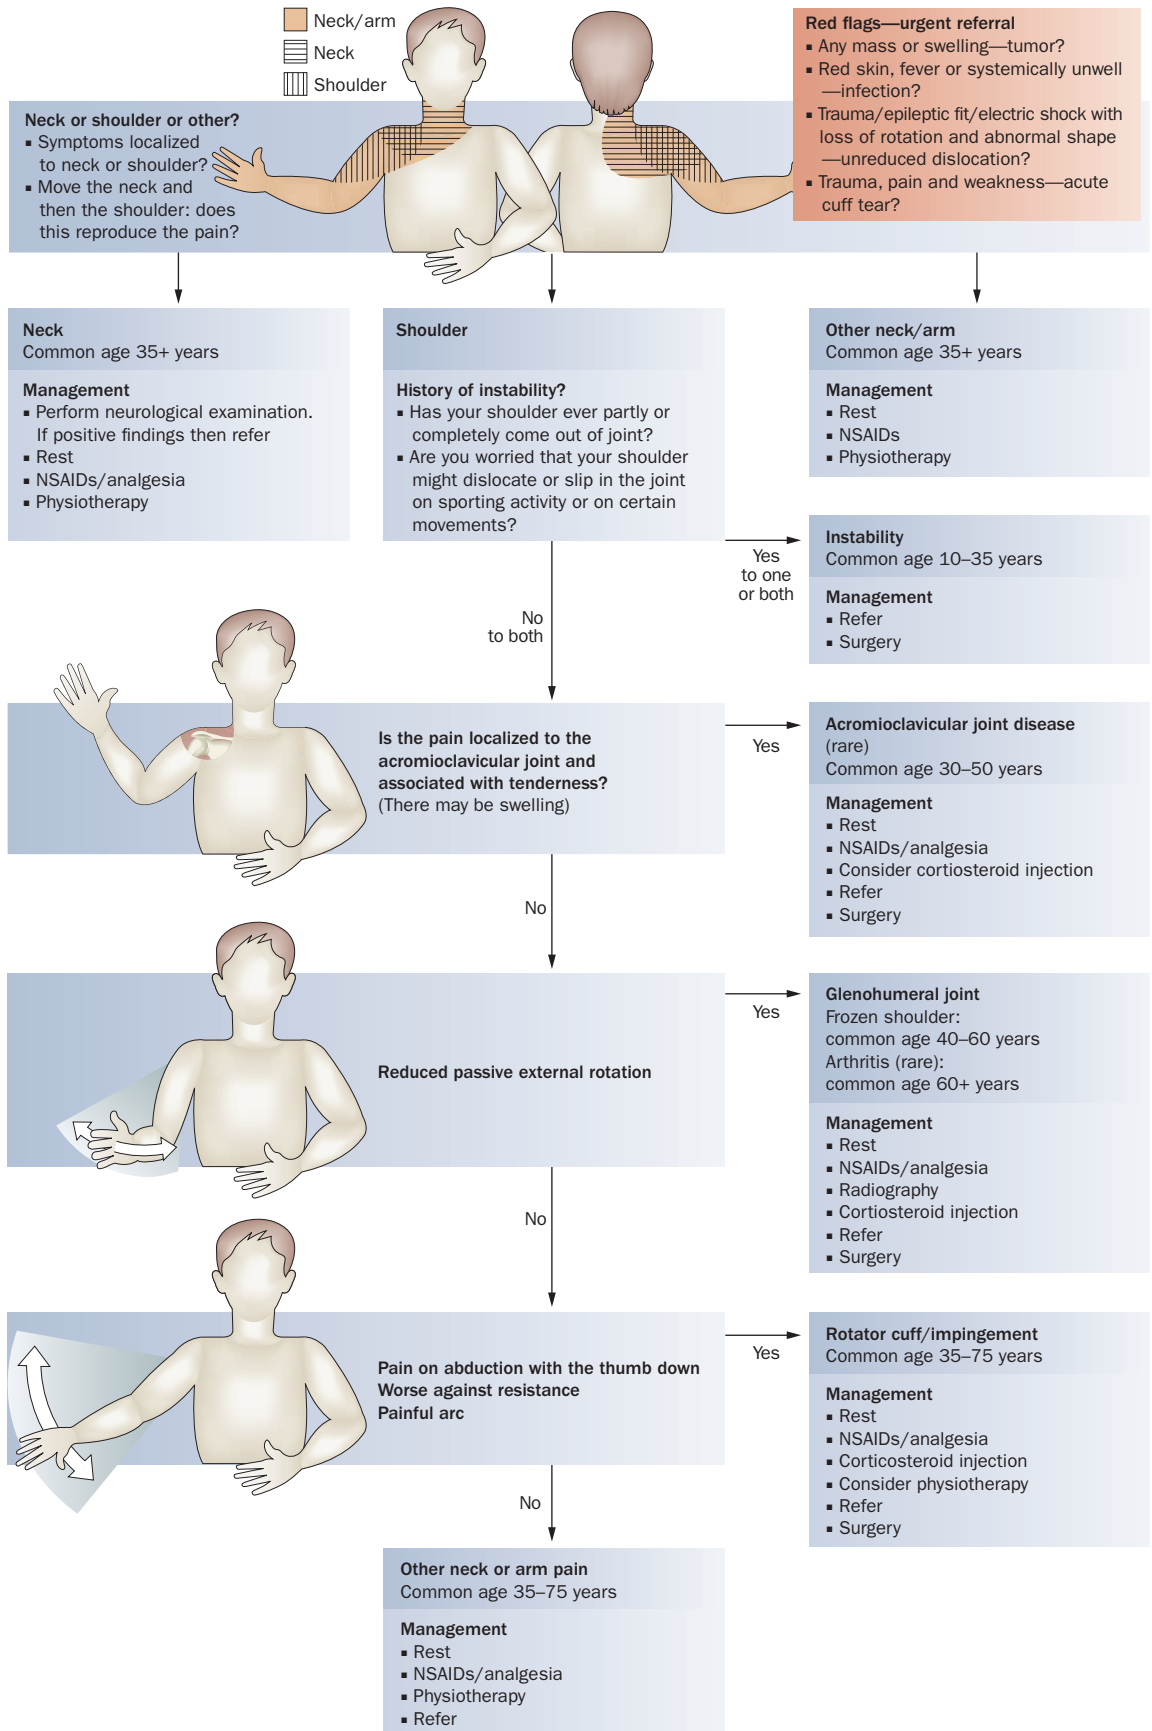 Neck/arm
Neck
Shoulder
Red flags—urgent referral
▪ Any mass or swelling—tumor?
▪ Red skin, fever or systemically unwell
—infection?
▪ Trauma/epileptic fit/electric shock with
loss of rotation and abnormal shape
—unreduced dislocation?
▪ Trauma, pain and weakness—acute
cuff tear?
Neck or shoulder or other?
▪ Symptoms localized
to neck or shoulder?
▪ Move the neck and
then the shoulder: does
this reproduce the pain?
Neck
Common age 35+ years
Management
▪ Perform neurological examination.
If positive findings then refer
▪ Rest
▪ NSAIDs/analgesia
▪ Physiotherapy
Shoulder
History of instability?
▪ Has your shoulder ever partly or
completely come out of joint?
▪ Are you worried that your shoulder
might dislocate or slip in the joint
on sporting activity or on certain
movements?
Other neck/arm
Common age 35+ years
Management
▪ Rest
▪ NSAIDs
▪ Physiotherapy
Yes
to one
or both
Instability
Common age 10–35 years
Management
▪ Refer
▪ Surgery
No
to both
Is the pain localized to the
acromioclavicular joint and
associated with tenderness?
(There may be swelling)
Yes
Acromioclavicular joint disease
(rare)
Common age 30–50 years
Management
▪ Rest
▪ NSAIDs/analgesia
▪ Consider cortiosteroid injection
▪ Refer
▪ Surgery
No
Reduced passive external rotation
Yes
Glenohumeral joint
Frozen shoulder:
common age 40–60 years
Arthritis (rare):
common age 60+ years
Management
▪ Rest
▪ NSAIDs/analgesia
▪ Radiography
▪ Cortiosteroid injection
▪ Refer
▪ Surgery
No
Pain on abduction with the thumb down
Worse against resistance
Painful arc
Yes
Rotator cuff/impingement
Common age 35–75 years
Management
▪ Rest
▪ NSAIDs/analgesia
▪ Corticosteroid injection
▪ Consider physiotherapy
▪ Refer
▪ Surgery
No
Other neck or arm pain
Common age 35–75 years
Management
▪ Rest
▪ NSAIDs/analgesia
▪ Physiotherapy
▪ Refer